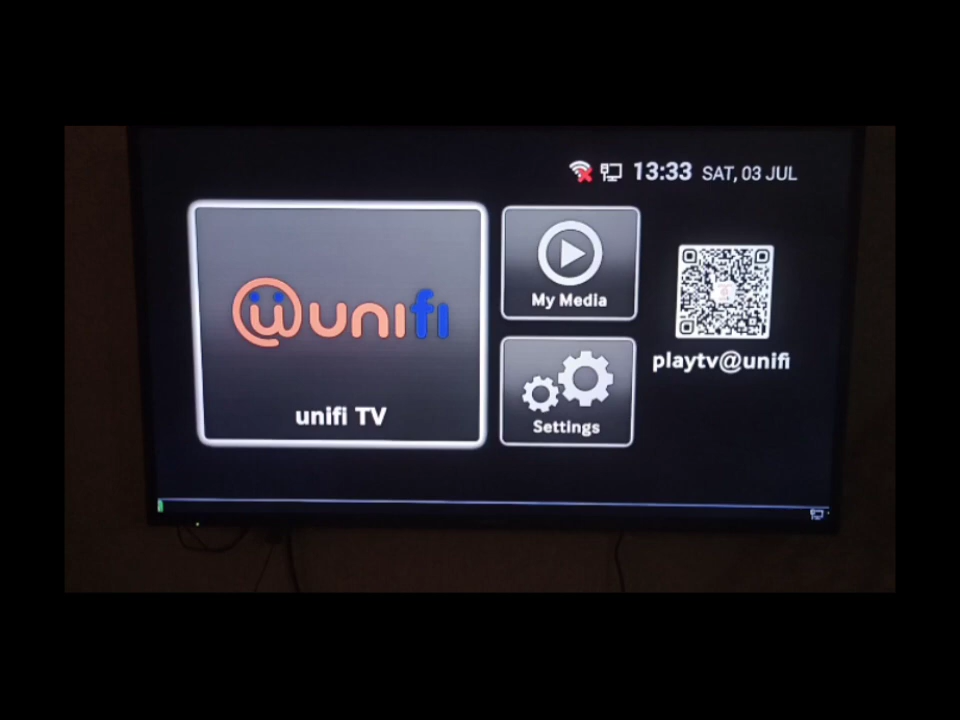 13:33 SAT, 03 JUL
unifi
unifi TV
My Media
Settings
playtv@unifi